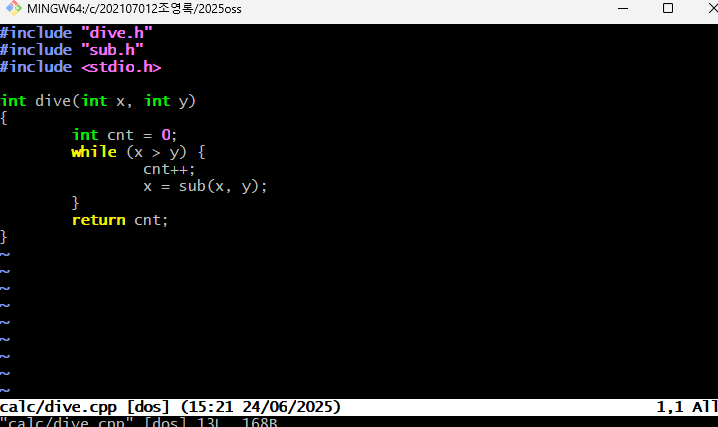 MINGW64:/c/202107012조영록/2025oss
#include "dive.h"
#include "sub.h"
#include <stdio.h>
int dive(int x, int y)
{
        int cnt = 0;
        while (x > y) {
                cnt++;
                x = sub(x, y);
        }
        return cnt;
}
~
~
~
~
~
~
~
~
~
calc/dive.cpp [dos] (15:21 24/06/2025) 1,1 All
"calc/dive.cpp" [dos] 13L, 168B